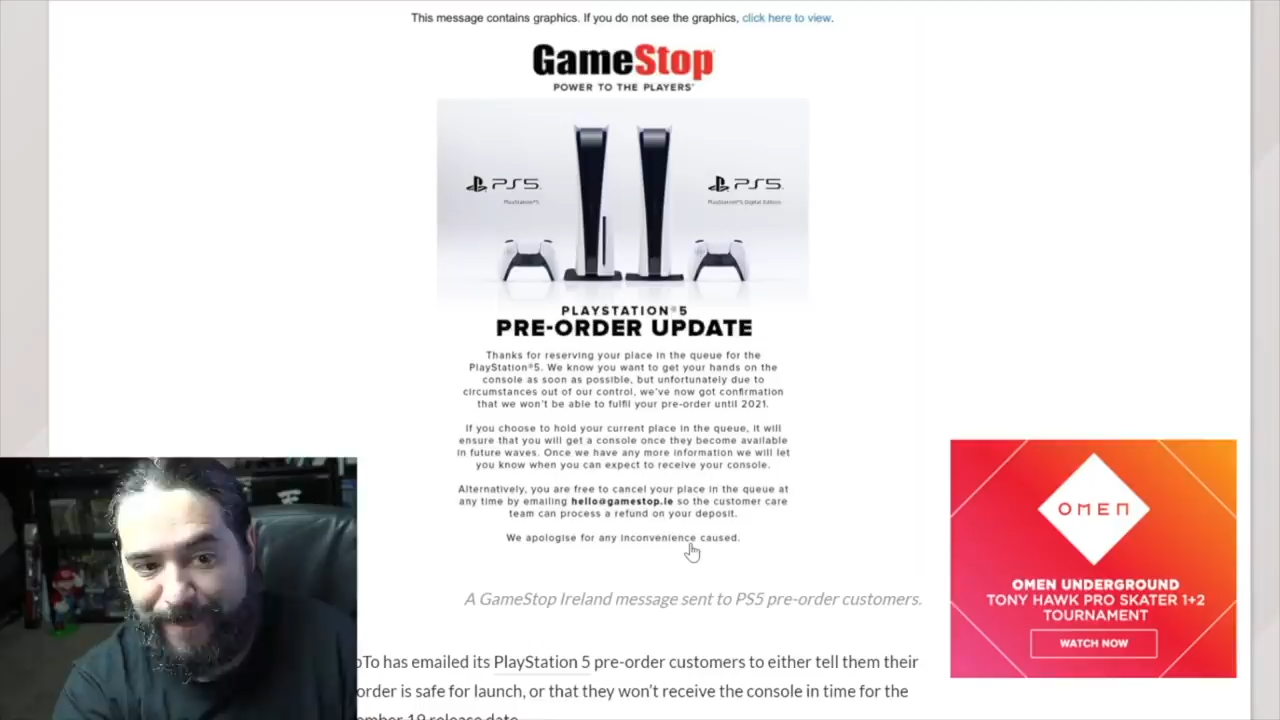 This message contains graphics. If you do not see the graphics, click here to view.
GameStop
POWER TO THE PLAYERS
PS5
PlayStation®5
PS5
PlayStation®5 Digital Edition
PLAYSTATION®5
PRE-ORDER UPDATE
Thanks for reserving your place in the queue for the
PlayStation®5. We know you want to get your hands on the
console as soon as possible, but unfortunately due to
circumstances out of our control, we've now got confirmation
that we won't be able to fulfil your pre-order until 2021.
If you choose to hold your current place in the queue, it will
ensure that you will get a console once they become available
in future waves. Once we have any more information we will let
you know when you can expect to receive your console.
Alternatively, you are free to cancel your place in the queue at
any time by emailing hello@gamestop.ie so the customer care
team can process a refund on your deposit.
We apologise for any inconvenience caused.
A GameStop Ireland message sent to PS5 pre-order customers.
oTo has emailed its PlayStation 5 pre-order customers to either tell them their
order is safe for launch, or that they won't receive the console in time for the
ember 19 release date
OMEN
OMEN UNDERGROUND
TONY HAWK PRO SKATER 1+2
TOURNAMENT
WATCH NOW